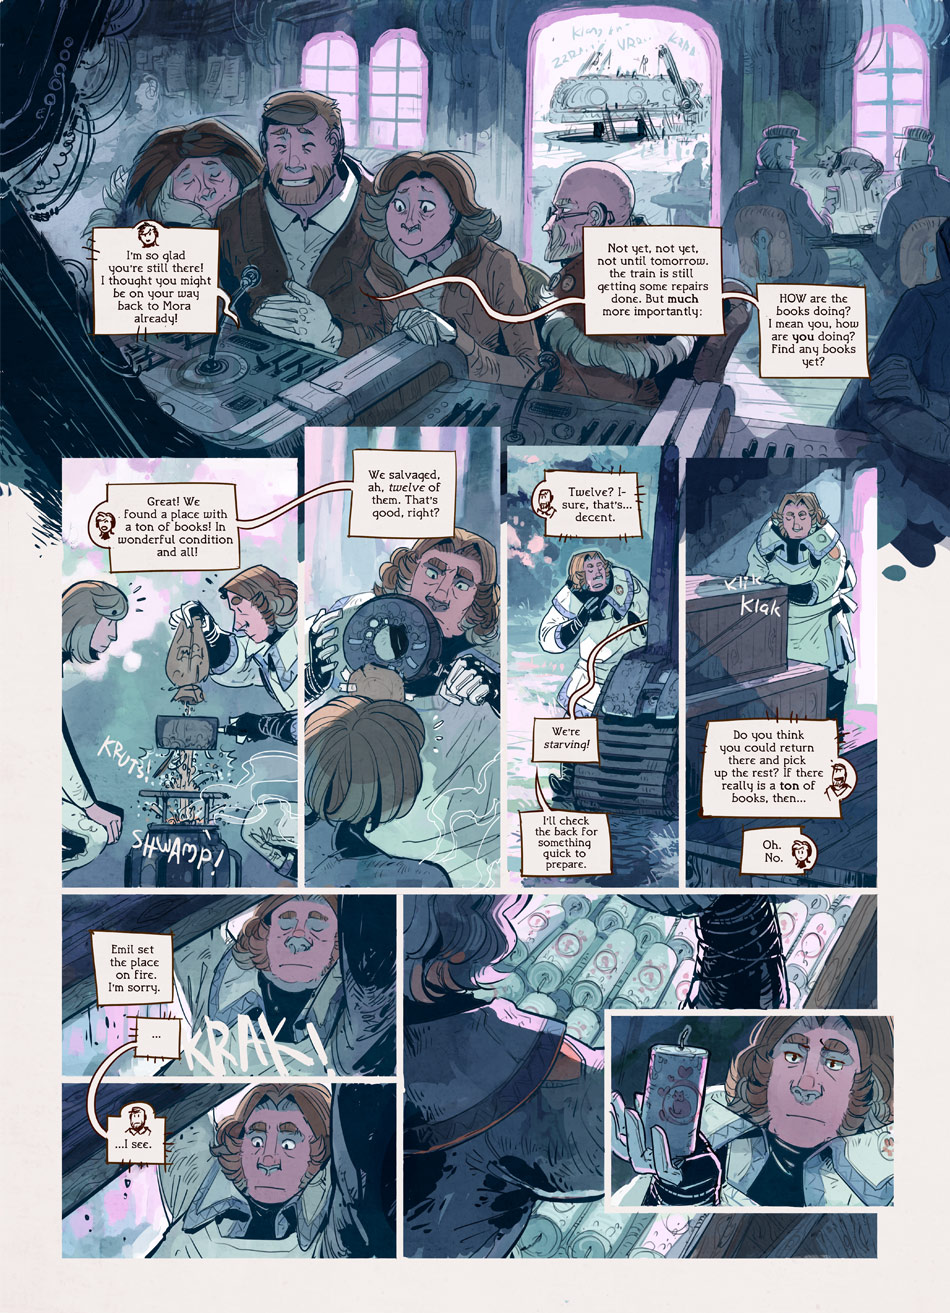 Klong
zzRR
VRR...
I'm so glad
you're still there!
I thought you might
be on your way
back to Mora
already!
Not yet, not yet,
not until tomorrow.
the train is still
getting some repairs
done. But much
more importantly:
HOW are the
books doing?
I mean you, how
are you doing?
Find any books
yet?
Great! We
found a place with
a ton of books! In
wonderful condition
and all!
We salvaged,
ah, twelve of
them. That's
good, right?
KRUTS!
SHWAMP!
Twelve? I-
sure, that's...
decent.
We're
starving!
I'll check
the back for
something
quick to
prepare.
Klik
Klak
Do you think
you could return
there and pick
up the rest? If there
really is a ton of
books, then...
Oh.
No.
Emil set
the place
on fire.
I'm sorry.
...
KRAK!
...I see.